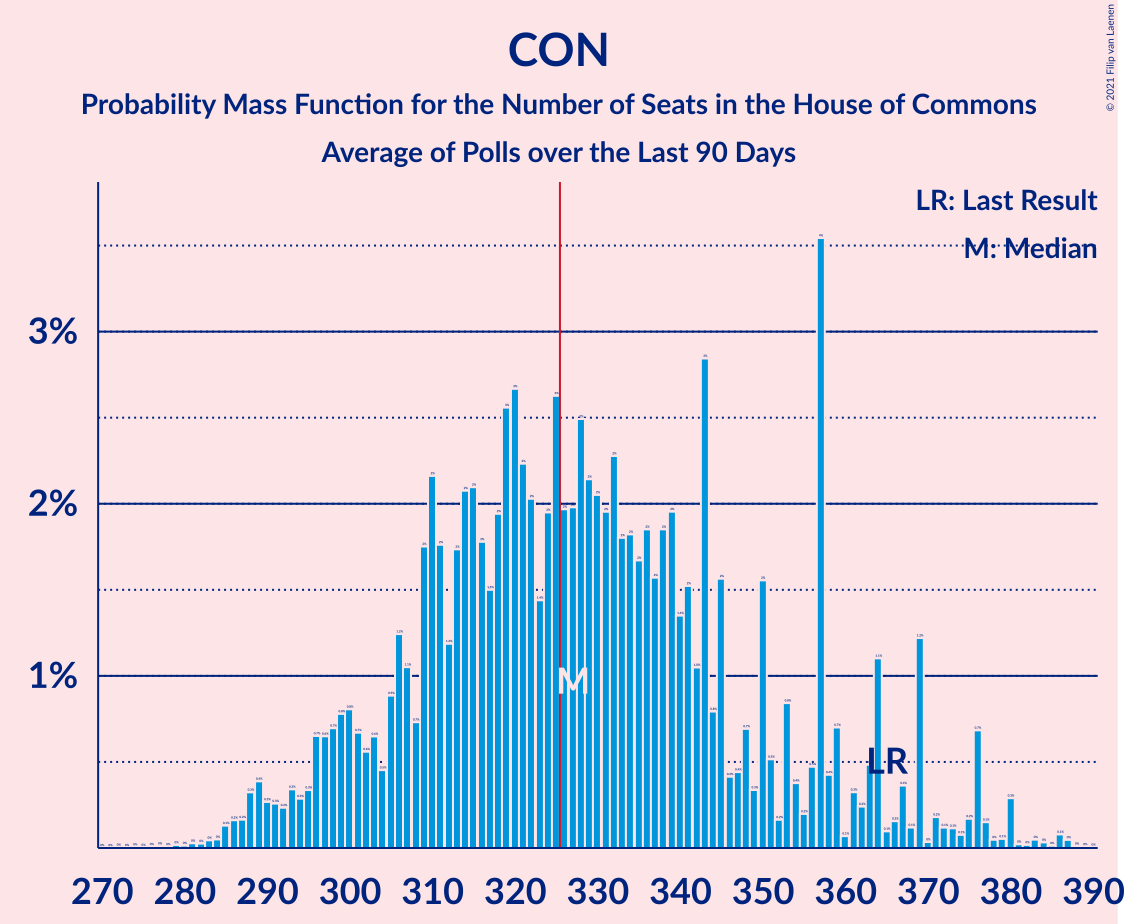 CON
Probability Mass Function for the Number of Seats in the House of Commons
Average of Polls over the Last 90 Days
© 2021 Filip van Laenen
LR: Last Result
M: Median
3%
2%
1%
M
LR
270 280 290 300 310 320 330 340 350 360 370 380 390